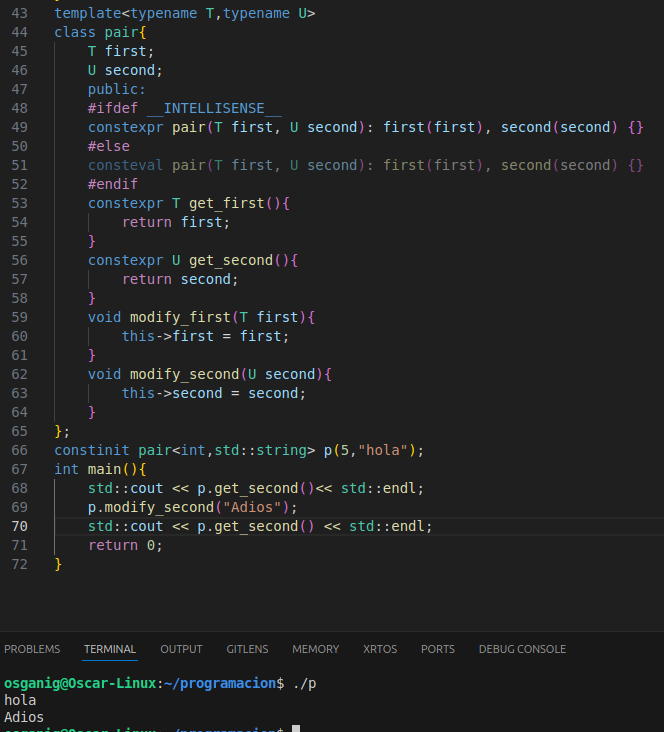 43 template<typename T,typename U>
44 class pair{
45 T first;
46 U second;
47 public:
48 #ifdef __INTELLISENSE__
49 constexpr pair(T first, U second): first(first), second(second) {}
50 #else
51 consteval pair(T first, U second): first(first), second(second) {}
52 #endif
53 constexpr T get_first(){
54 return first;
55 }
56 constexpr U get_second(){
57 return second;
58 }
59 void modify_first(T first){
60 this->first = first;
61 }
62 void modify_second(U second){
63 this->second = second;
64 }
65 };
66 constinit pair<int,std::string> p(5,"hola");
67 int main(){
68 std::cout << p.get_second()<< std::endl;
69 p.modify_second("Adios");
70 std::cout << p.get_second() << std::endl;
71 return 0;
72 }
PROBLEMS TERMINAL OUTPUT GITLENS MEMORY XRTOS PORTS DEBUG CONSOLE
osganig@Oscar-Linux:~/programacion$ ./p
hola
Adios
osganig@Oscar-Linux:~/programacion$